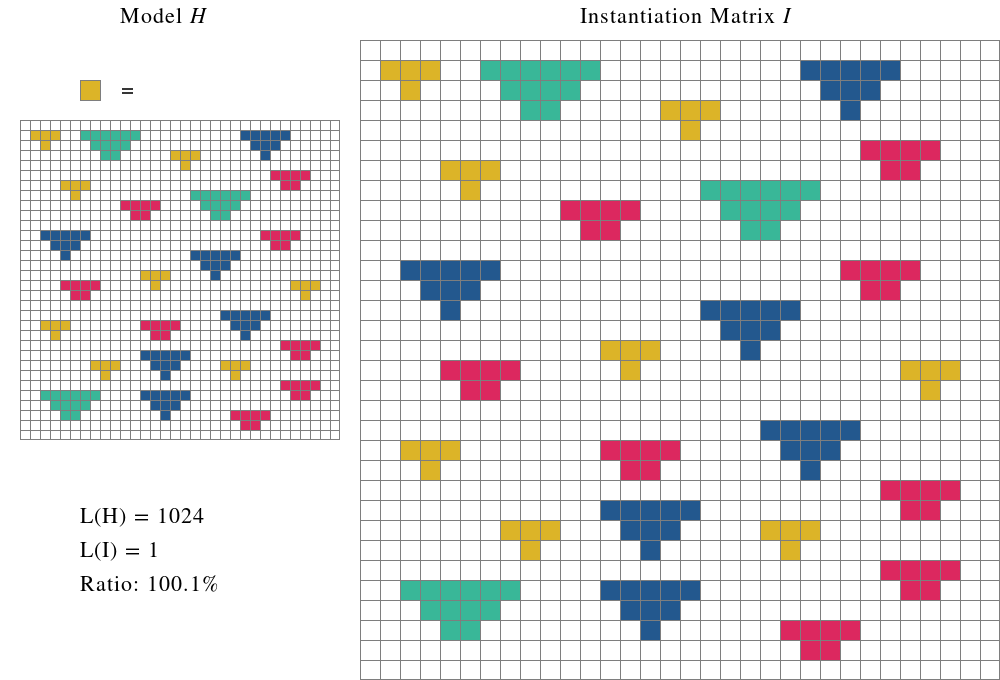 Model H
Instantiation Matrix I
=
L(H) = 1024
L(I) = 1
Ratio: 100.1%